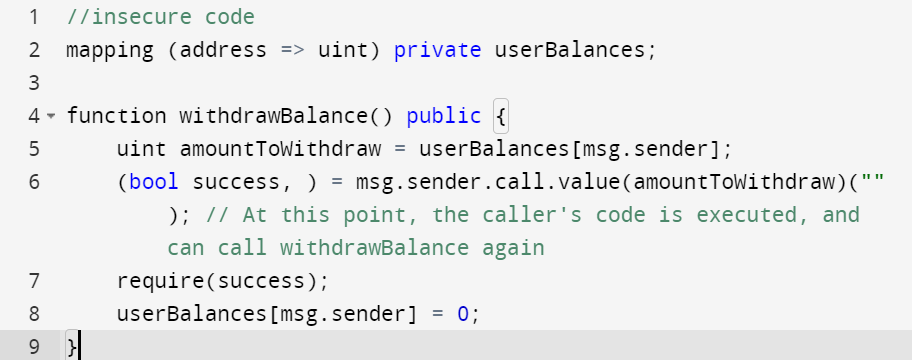 1 //insecure code
2 mapping (address => uint) private userBalances;
3
4 function withdrawBalance() public {
5 uint amountToWithdraw = userBalances[msg.sender];
6 (bool success, ) = msg.sender.call.value(amountToWithdraw)(""
); // At this point, the caller's code is executed, and
can call withdrawBalance again
7 require(success);
8 userBalances[msg.sender] = 0;
9 }